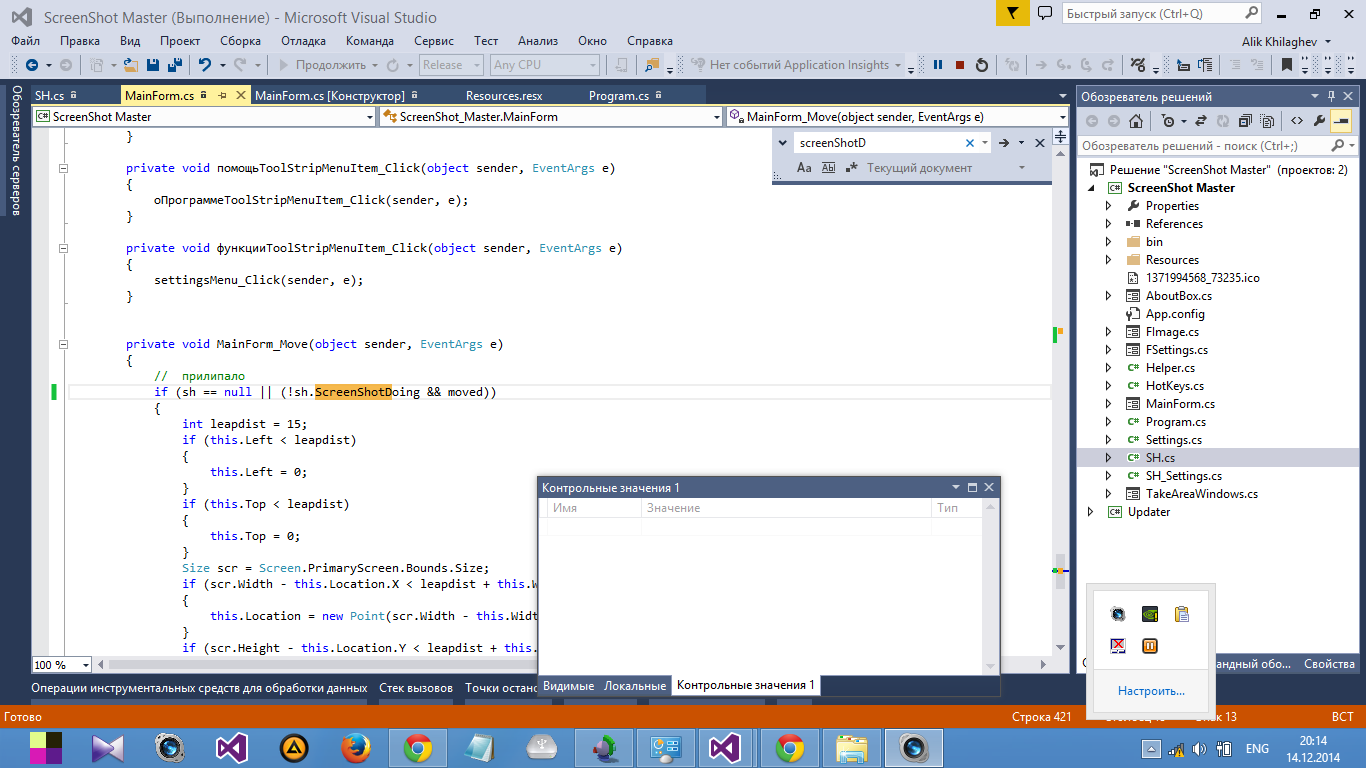 ScreenShot Master (Выполнение) - Microsoft Visual Studio
Быстрый запуск (Ctrl+Q)
Файл Правка Вид Проект Сборка Отладка Команда Сервис Тест Анализ Окно Справка
Alik Khilaghev
Продолжить Release Any CPU Нет событий Application Insights
Обозреватель серверов
SH.cs MainForm.cs MainForm.cs [Конструктор] Resources.resx Program.cs
ScreenShot Master ScreenShot_Master.MainForm MainForm_Move(object sender, EventArgs e)
screenShotD
Aa Ab Текущий документ
}
private void помощьToolStripMenuItem_Click(object sender, EventArgs e)
{
оПрограммеToolStripMenuItem_Click(sender, e);
}
private void функцииToolStripMenuItem_Click(object sender, EventArgs e)
{
settingsMenu_Click(sender, e);
}
private void MainForm_Move(object sender, EventArgs e)
{
// прилипало
if (sh == null || (!sh.ScreenShotDoing && moved))
{
int leapdist = 15;
if (this.Left < leapdist)
{
this.Left = 0;
}
if (this.Top < leapdist)
{
this.Top = 0;
}
Size scr = Screen.PrimaryScreen.Bounds.Size;
if (scr.Width - this.Location.X < leapdist + this.
{
this.Location = new Point(scr.Width - this.Widt
}
if (scr.Height - this.Location.Y < leapdist + this.
100 %
Контрольные значения 1
Имя Значение Тип
Видимые Локальные Контрольные значения 1
Операции инструментальных средств для обработки данных Стек вызовов Точки остано
Обозреватель решений
Обозреватель решений - поиск (Ctrl+;)
Решение "ScreenShot Master" (проектов: 2)
ScreenShot Master
Properties
References
bin
Resources
1371994568_73235.ico
AboutBox.cs
App.config
FImage.cs
FSettings.cs
Helper.cs
HotKeys.cs
MainForm.cs
Program.cs
Settings.cs
SH.cs
SH_Settings.cs
TakeAreaWindows.cs
Updater
андный обо... Свойства
Настроить...
Готово Строка 421 Знак 13 ВСТ
ENG
20:14
14.12.2014